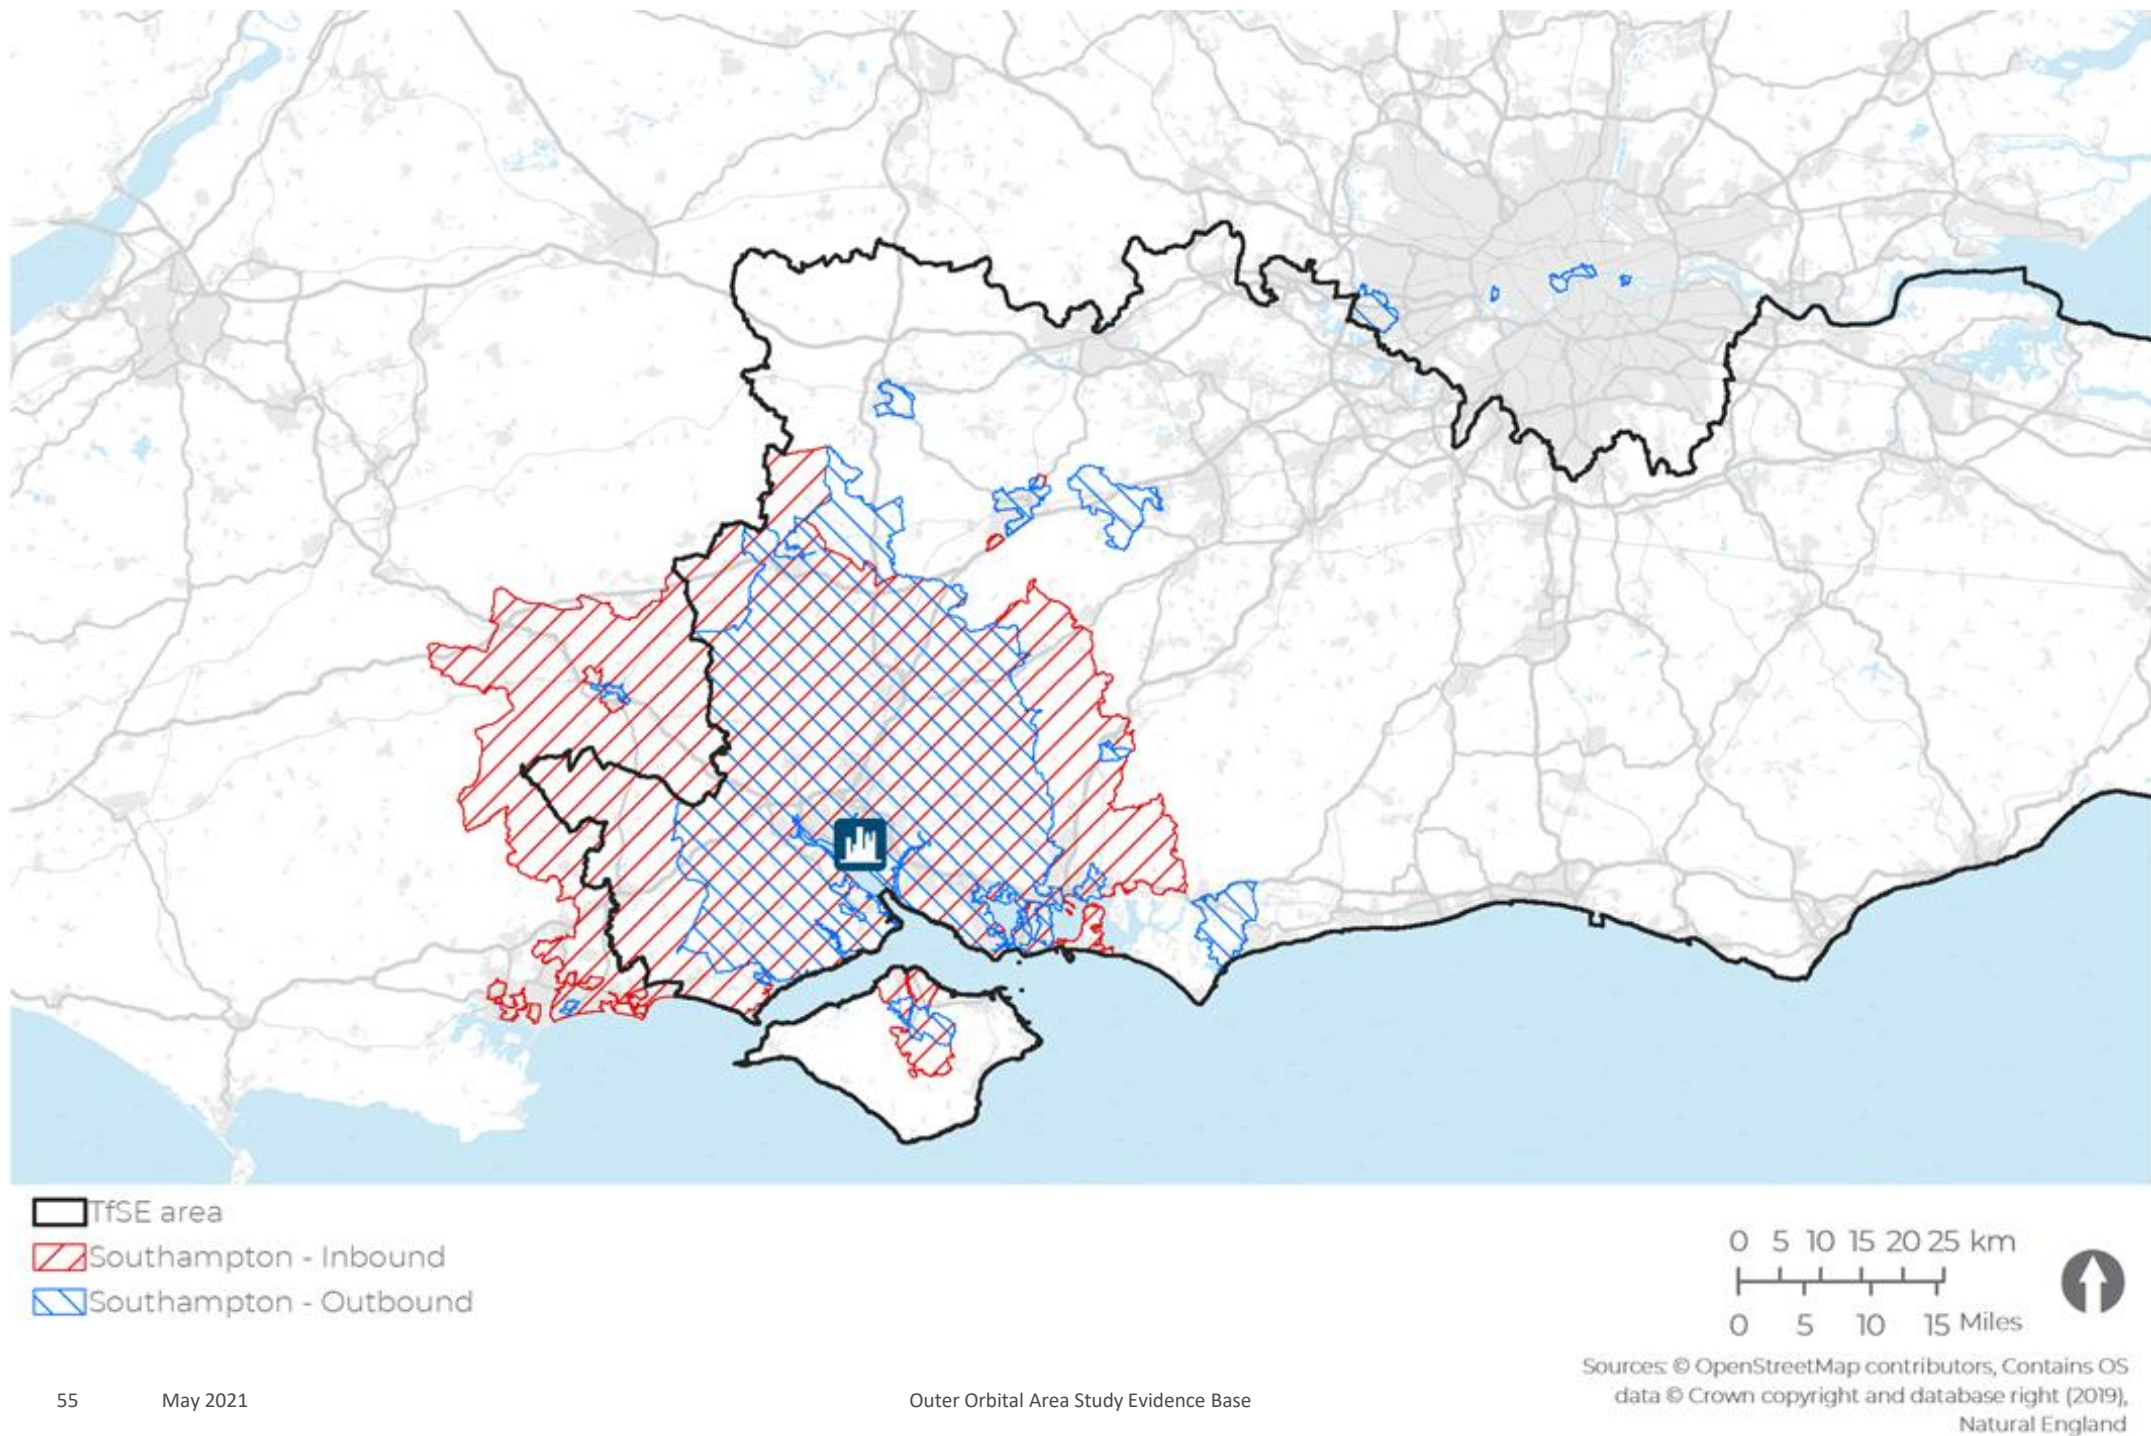 TfSE area
Southampton - Inbound
Southampton - Outbound
0 5 10 15 20 25 km
0 5 10 15 Miles
Sources: © OpenStreetMap contributors, Contains OS
data © Crown copyright and database right (2019),
Natural England
55 May 2021 Outer Orbital Area Study Evidence Base